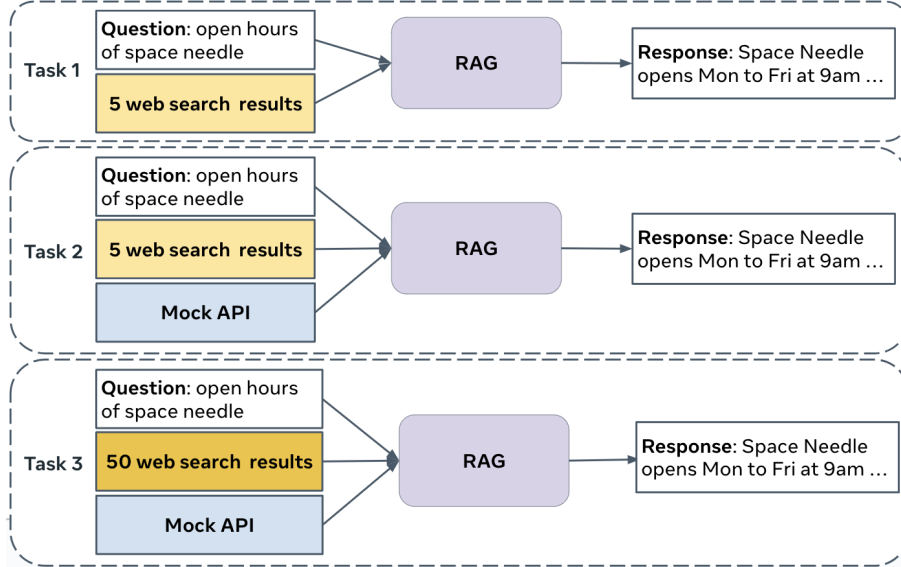 Task 1
Question: open hours
of space needle
5 web search results
RAG
Response: Space Needle
opens Mon to Fri at 9am ...
Task 2
Question: open hours
of space needle
5 web search results
Mock API
RAG
Response: Space Needle
opens Mon to Fri at 9am ...
Task 3
Question: open hours
of space needle
50 web search results
Mock API
RAG
Response: Space Needle
opens Mon to Fri at 9am ...